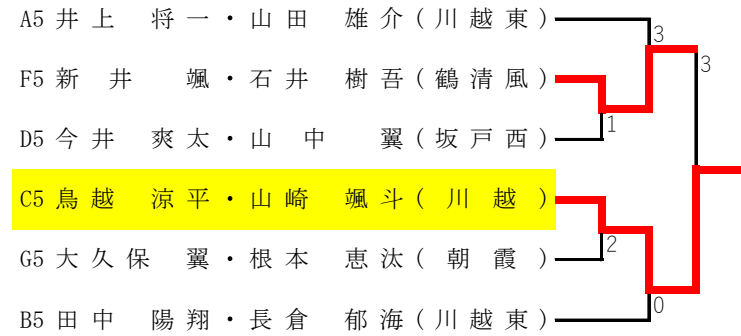 A5 井上 将一・山田 雄介(川越東)
3
3
F5 新井 颯・石井 樹吾(鶴清風)
1
D5 今井 爽太・山中 翼(坂戸西)
C5 鳥越 涼平・山崎 颯斗(川越)
2
G5 大久保 翼・根本 恵汰(朝霞)
0
B5 田中 陽翔・長倉 郁海(川越東)